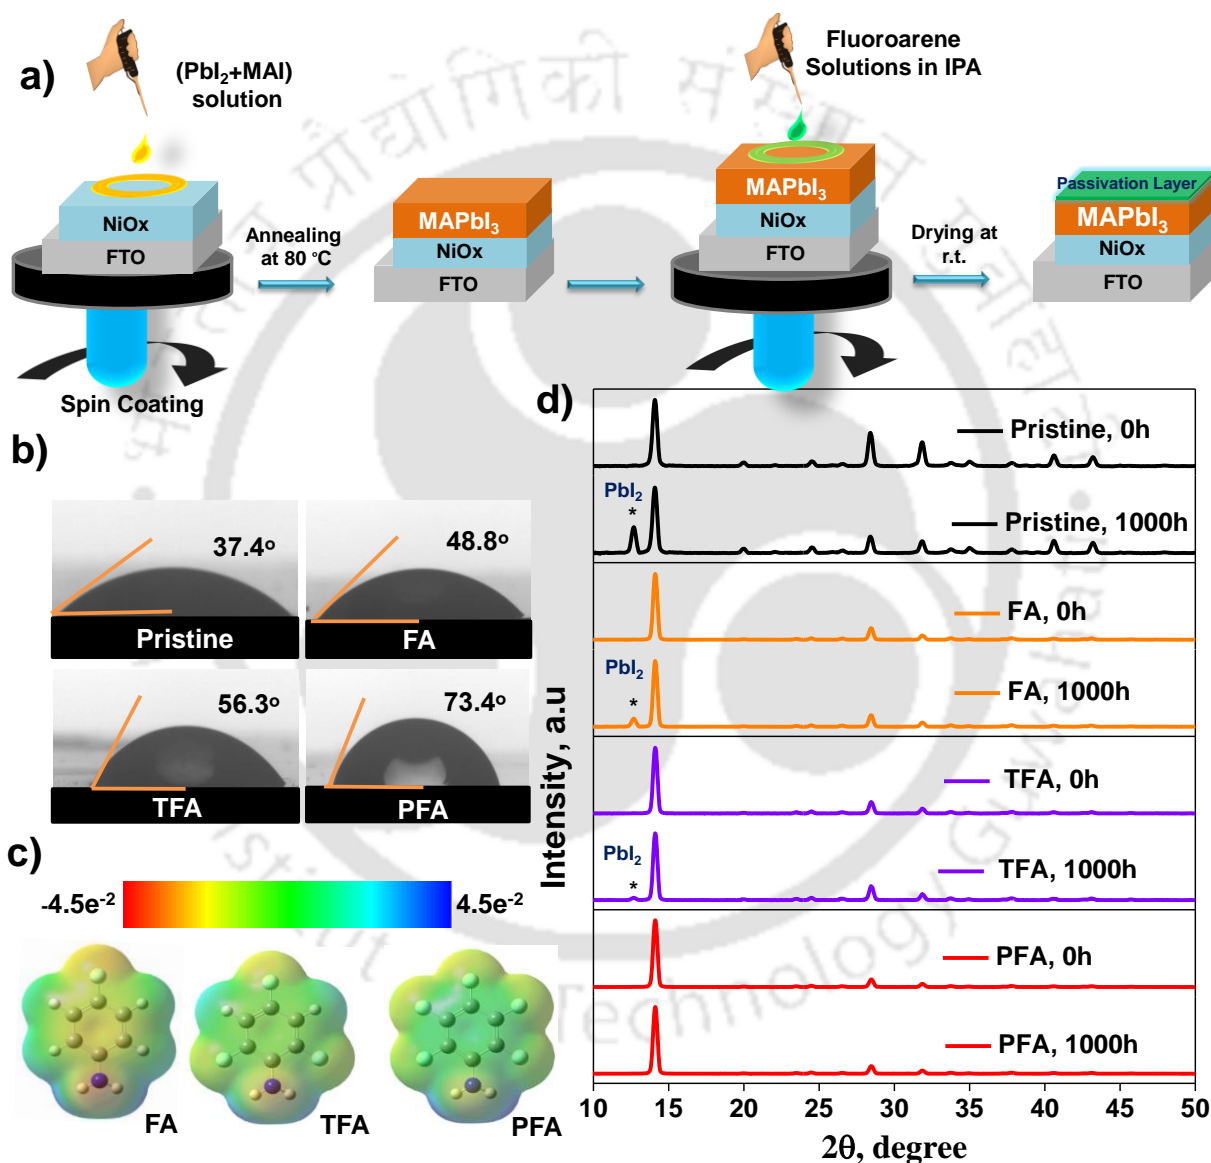 a)
(PbI₂+MAI)
solution
NiOx
FTO
Spin Coating
Annealing
at 80 °C
MAPbI₃
NiOx
FTO
Fluoroarene
Solutions in IPA
MAPbI₃
NiOx
FTO
Drying at
r.t.
Passivation Layer
MAPbI₃
NiOx
FTO
b)
37.4°
Pristine
48.8°
FA
56.3°
TFA
73.4°
PFA
c)
-4.5e⁻²
4.5e⁻²
FA
TFA
PFA
d)
Pristine, 0h
PbI₂
*
Pristine, 1000h
FA, 0h
PbI₂
*
FA, 1000h
TFA, 0h
PbI₂
*
TFA, 1000h
PFA, 0h
PFA, 1000h
Intensity, a.u
10 15 20 25 30 35 40 45 50
2θ, degree
Technology Guwahati